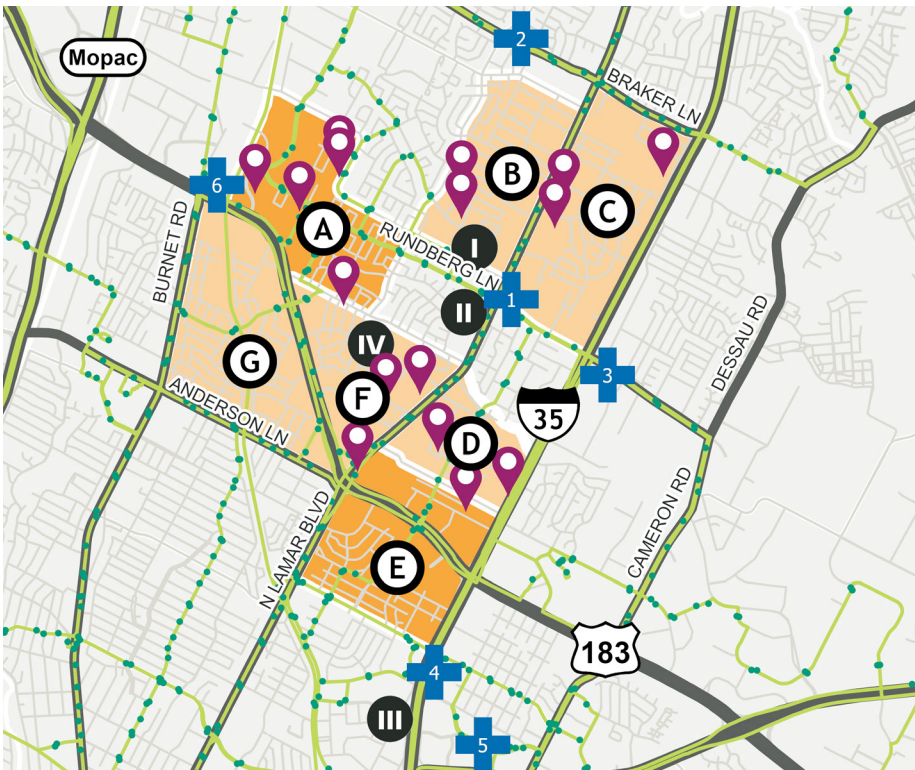 2
Mopac
BRAKER LN
B
6
C
A
I
BURNET RD
RUNDBERG LN
1
II
DESSAU RD
IV
G
3
F
35
ANDERSON LN
D
CAMERON RD
N LAMAR BLVD
E
183
4
III
5